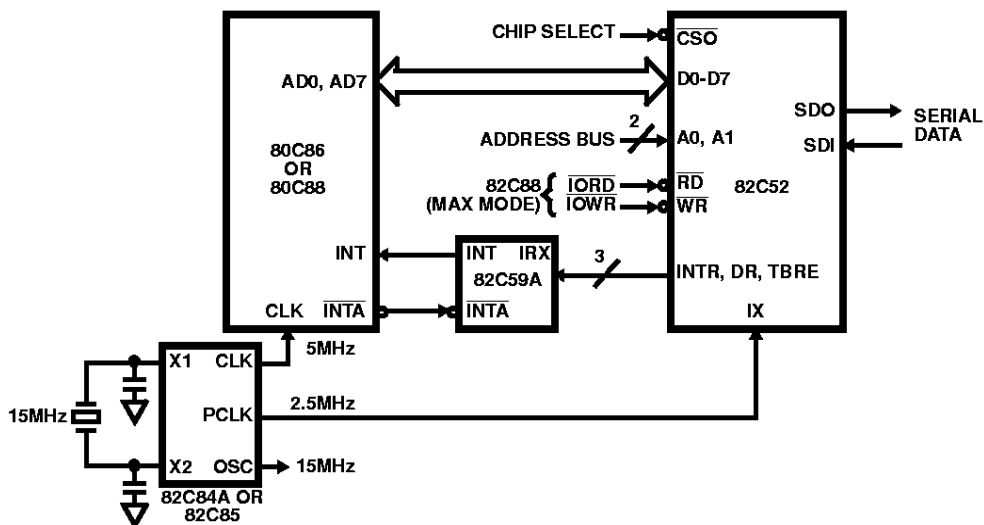 CHIP SELECT
CSO
AD0, AD7
D0-D7
SDO
SERIAL
DATA
SDI
2
ADDRESS BUS
A0, A1
80C86
OR
80C88
82C88
(MAX MODE)
IORD
IOWR
RD
WR
82C52
INT
INT
IRX
82C59A
3
INTR, DR, TBRE
CLK
INTA
INTA
IX
5MHz
X1
CLK
15MHz
PCLK
2.5MHz
X2
OSC
15MHz
82C84A OR
82C85